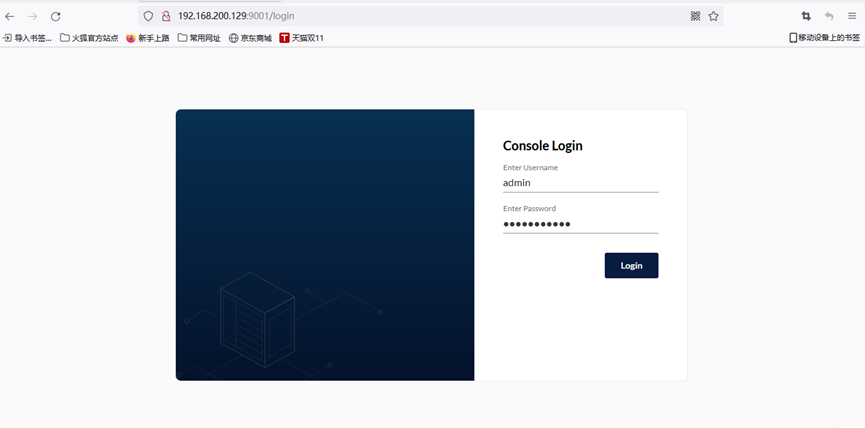 192.168.200.129:9001/login
导入书签... 火狐官方站点 新手上路 常用网址 京东商城 T 天猫双11 移动设备上的书签
Console Login
Enter Username
admin
Enter Password
●●●●●●●●●●●
Login